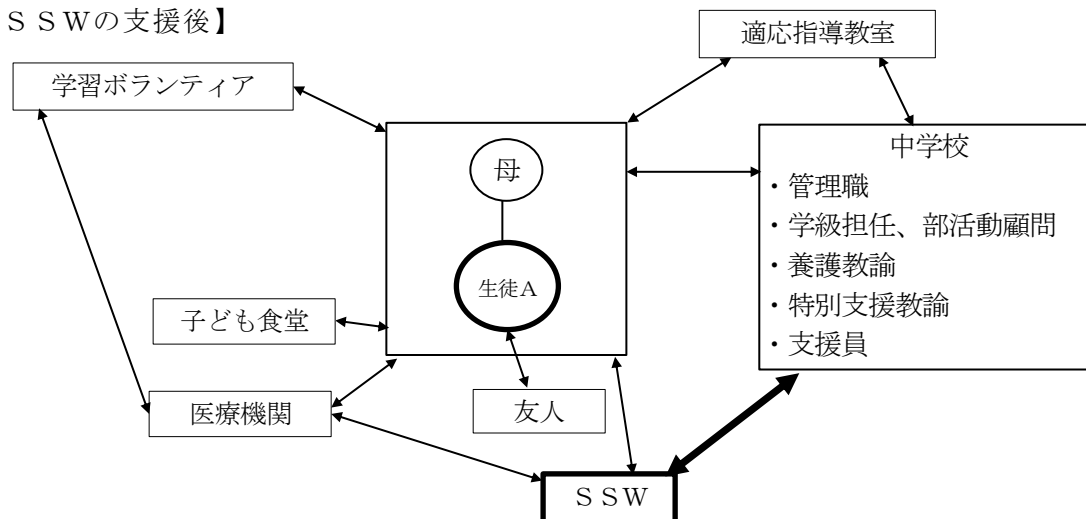 ＳＳＷの支援後】
適応指導教室
学習ボランティア
中学校
・管理職
・学級担任、部活動顧問
・養護教諭
・特別支援教諭
・支援員
母
生徒Ａ
子ども食堂
医療機関
友人
ＳＳＷ